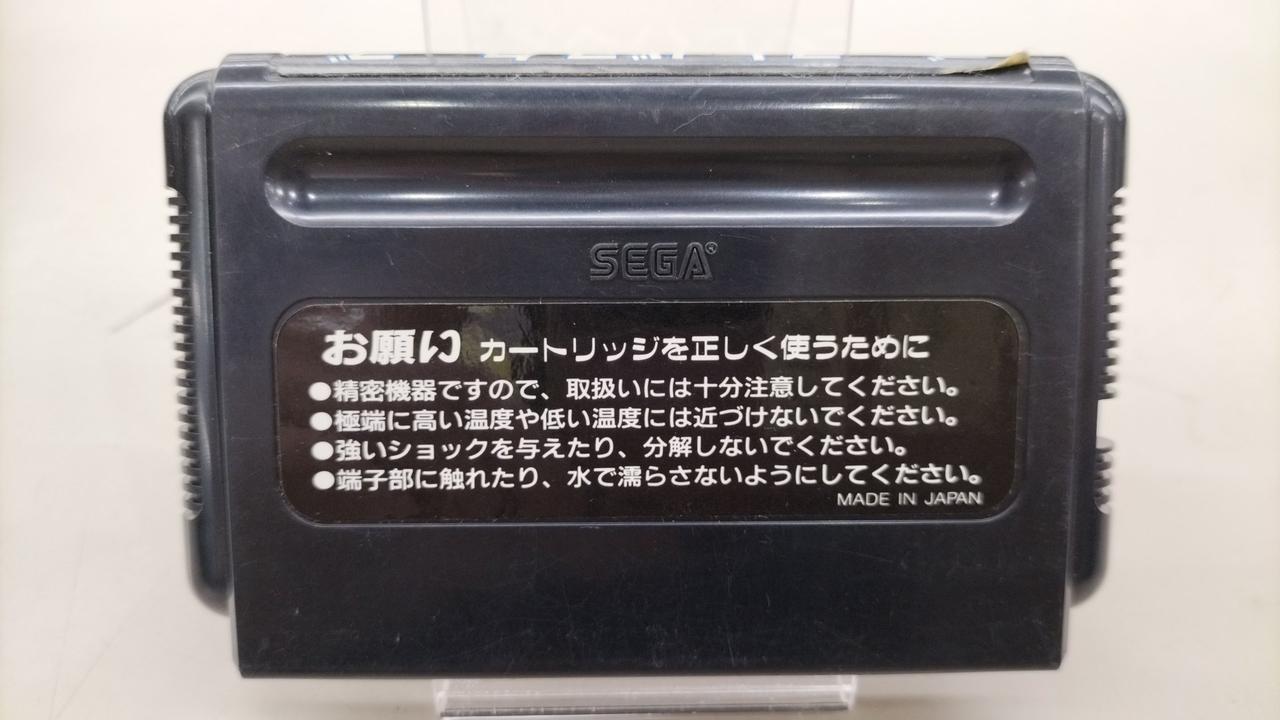 SEGA®
お願い カートリッジを正しく使うために
●精密機器ですので、取扱いには十分注意してください。
●極端に高い温度や低い温度には近づけないでください。
●強いショックを与えたり、分解しないでください。
●端子部に触れたり、水で濡らさないようにしてください。
MADE IN JAPAN